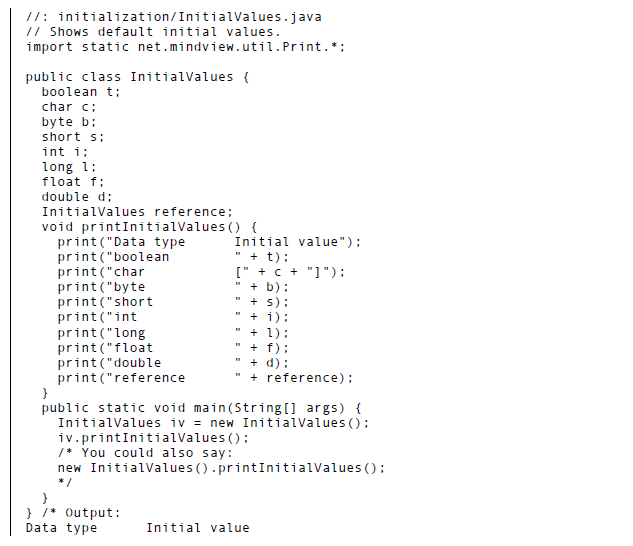 //: initialization/InitialValues.java
// Shows default initial values.
import static net.mindview.util.Print.*;

public class InitialValues {
  boolean t;
  char c;
  byte b;
  short s;
  int i;
  long l;
  float f;
  double d;
  InitialValues reference;
  void printInitialValues() {
    print("Data type      Initial value");
    print("boolean        " + t);
    print("char           [" + c + "]");
    print("byte           " + b);
    print("short          " + s);
    print("int            " + i);
    print("long           " + l);
    print("float          " + f);
    print("double         " + d);
    print("reference      " + reference);
  }
  public static void main(String[] args) {
    InitialValues iv = new InitialValues();
    iv.printInitialValues();
    /* You could also say:
    new InitialValues().printInitialValues();
    */
  }
} /* Output:
Data type      Initial value